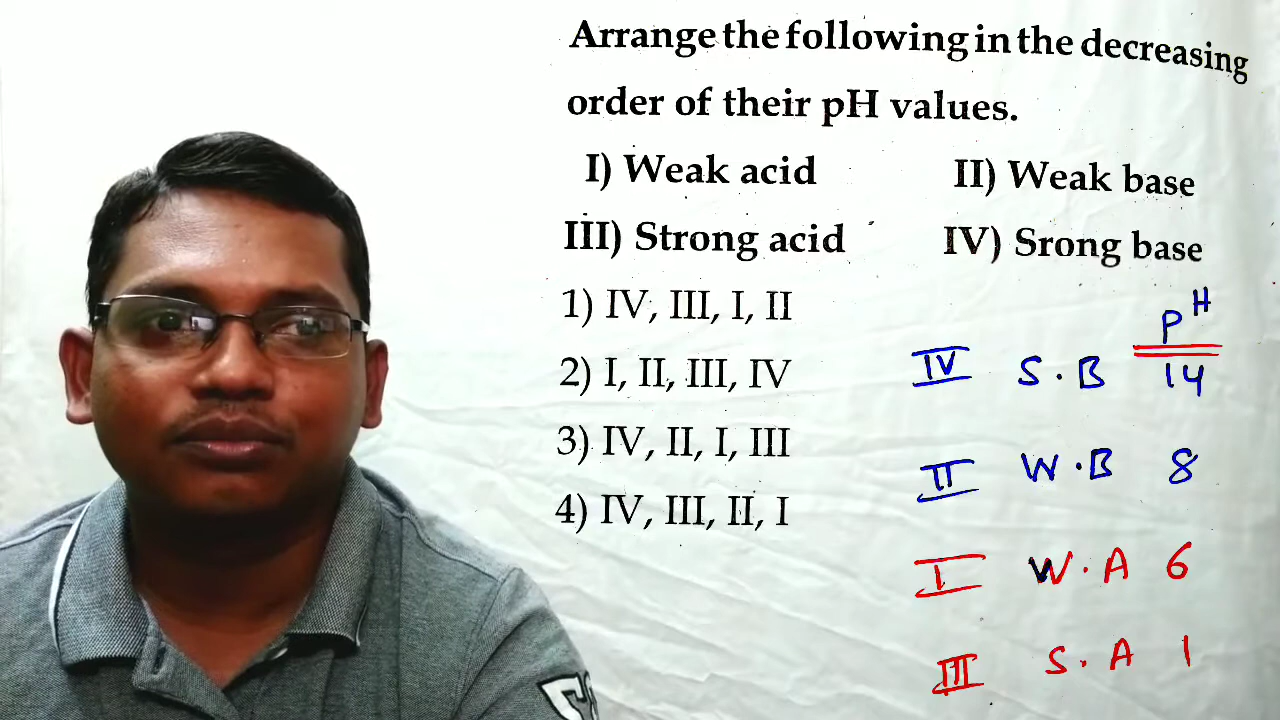 Arrange the following in the decreasing
order of their pH values.
I) Weak acid II) Weak base
III) Strong acid IV) Srong base
1) IV, III, I, II
2) I, II, III, IV
3) IV, II, I, III
4) IV, III, II, I
PH
IV S.B 14
II W.B 8
I W.A 6
III S.A 1